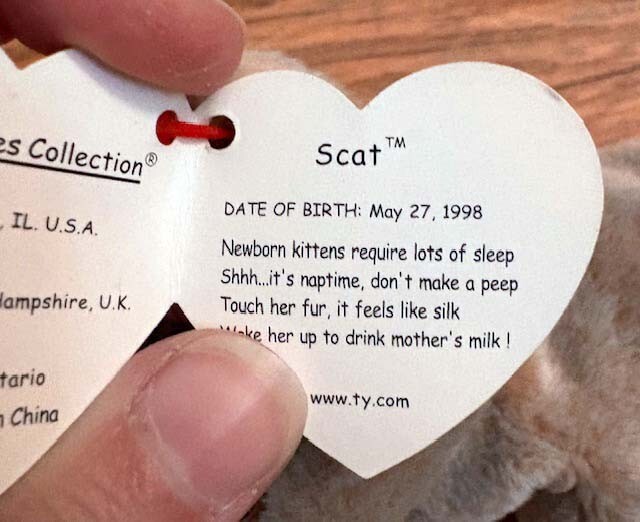 es Collection®
, IL. U.S.A.
ampshire, U.K.
tario
China
Scat™
DATE OF BIRTH: May 27, 1998
Newborn kittens require lots of sleep
Shhh...it's naptime, don't make a peep
Touch her fur, it feels like silk
Wake her up to drink mother's milk !
www.ty.com